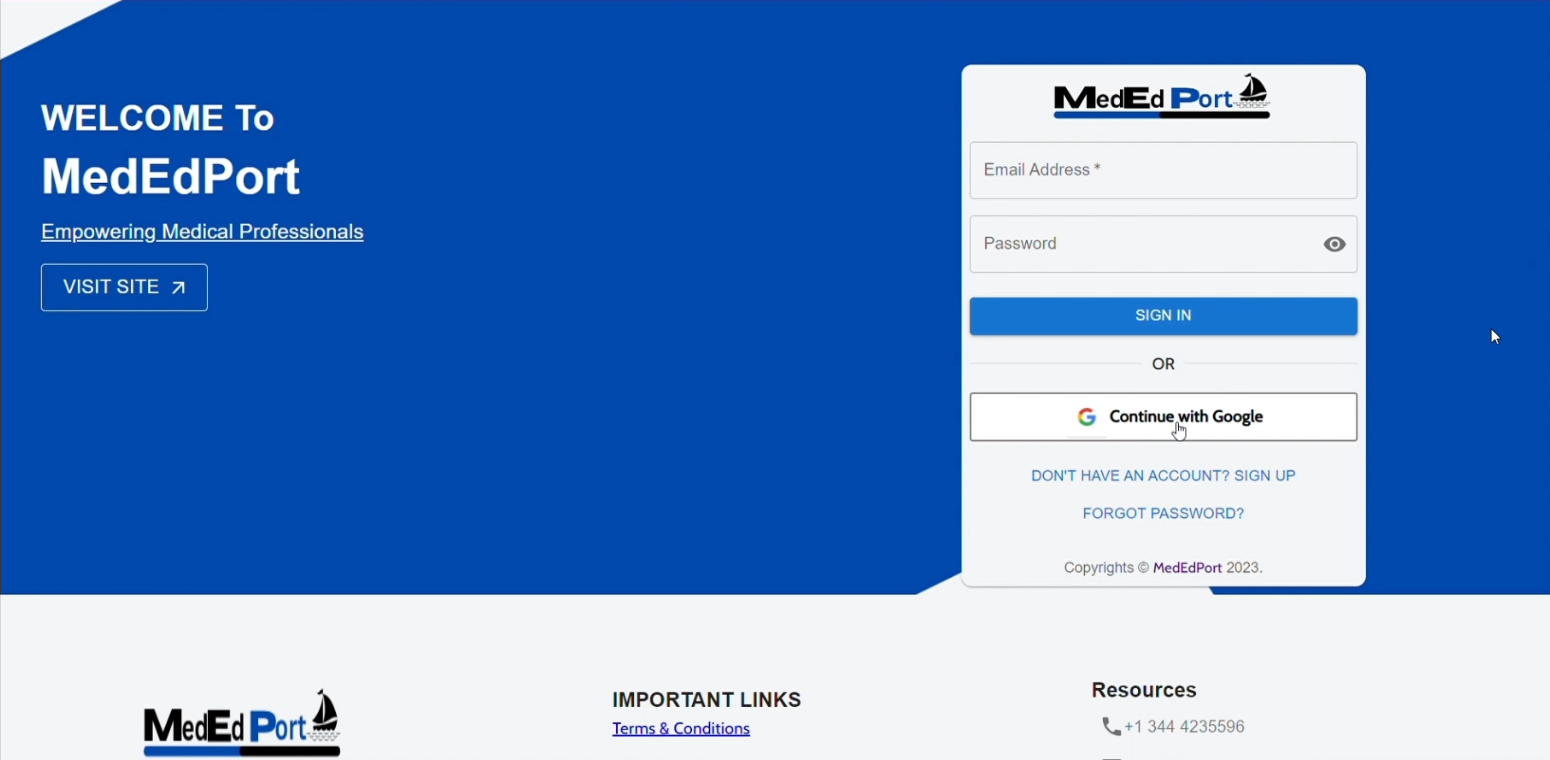 WELCOME To
MedEdPort
Empowering Medical Professionals
VISIT SITE
MedEd Port
Email Address *
Password
SIGN IN
OR
Continue with Google
DON'T HAVE AN ACCOUNT? SIGN UP
FORGOT PASSWORD?
Copyrights © MedEdPort 2023.
MedEd Port
IMPORTANT LINKS
Terms & Conditions
Resources
+1 344 4235596